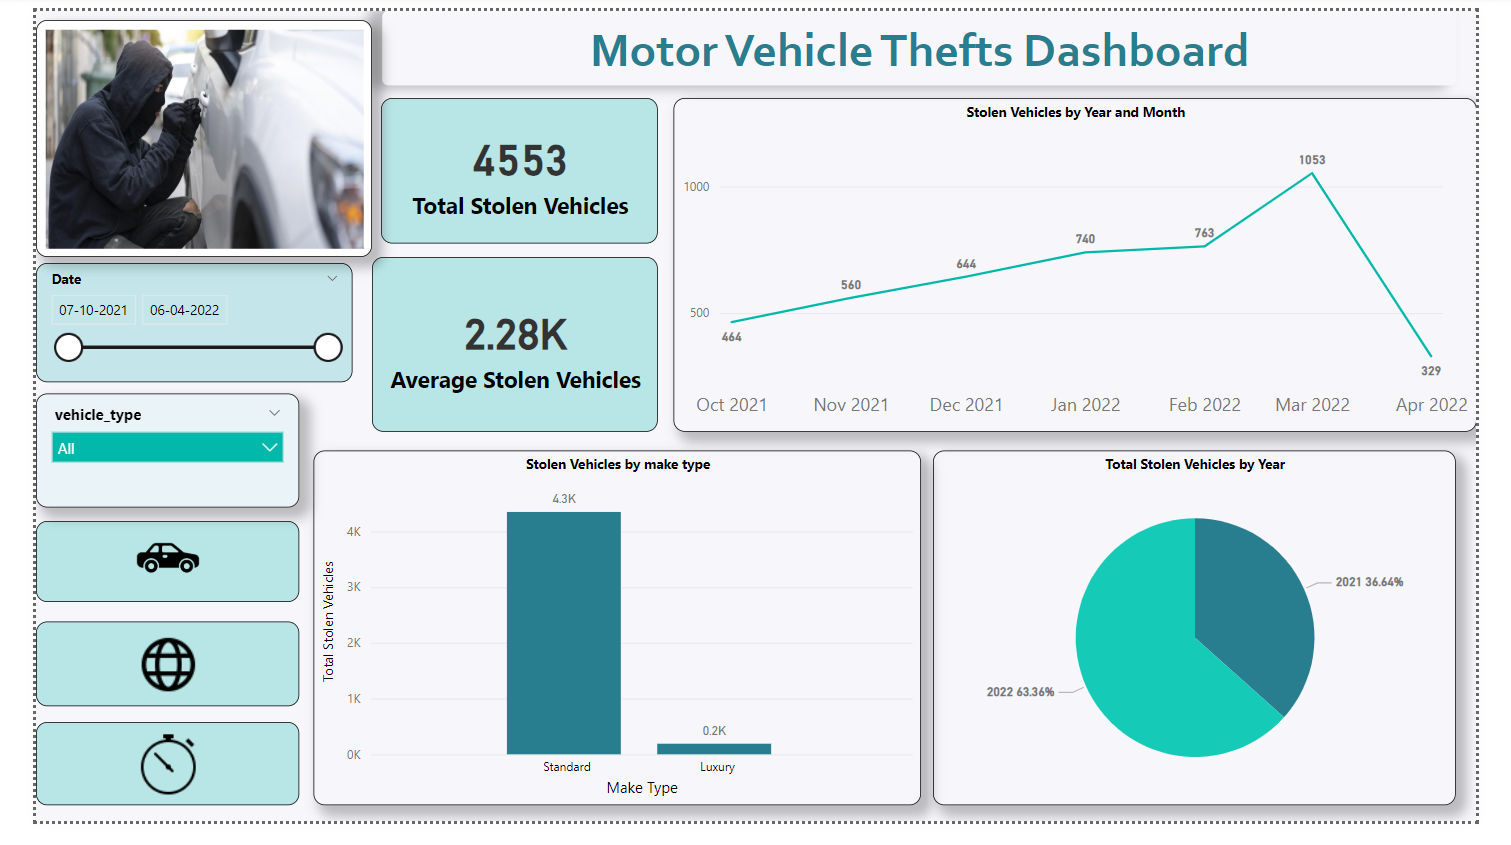 Motor Vehicle Thefts Dashboard
4553
Total Stolen Vehicles
2.28K
Average Stolen Vehicles
Date
07-10-2021 06-04-2022
vehicle_type
All
Stolen Vehicles by Year and Month
1000
500
464
560
644
740
763
1053
329
Oct 2021 Nov 2021 Dec 2021 Jan 2022 Feb 2022 Mar 2022 Apr 2022
Stolen Vehicles by make type
Total Stolen Vehicles
4K
3K
2K
1K
0K
4.3K
0.2K
Standard Luxury
Make Type
Total Stolen Vehicles by Year
2021 36.64%
2022 63.36%